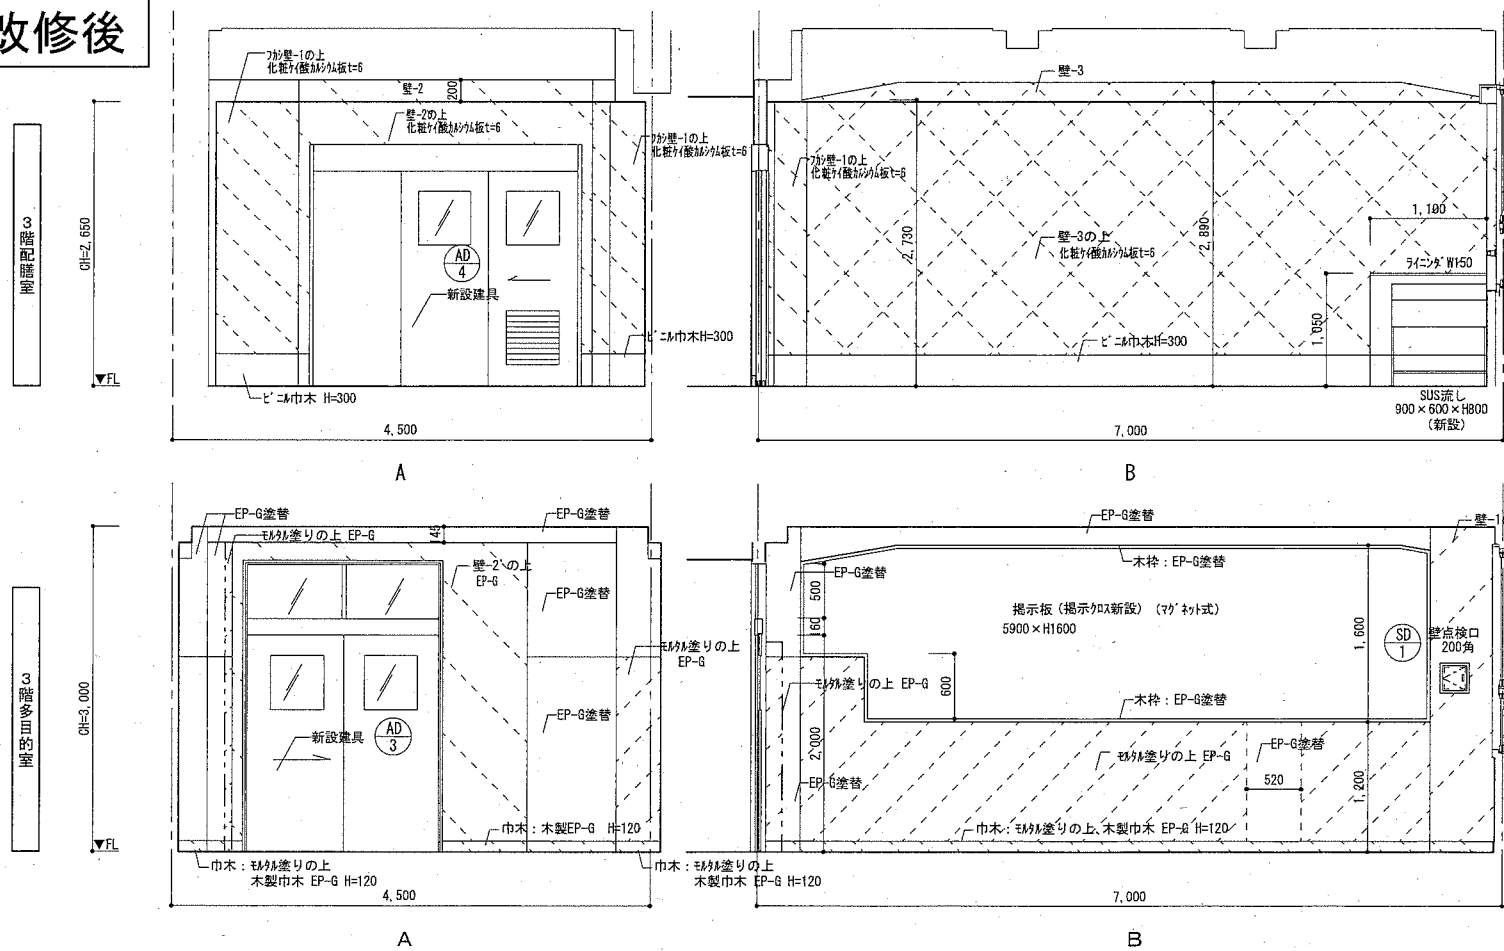 改修後
フカシ壁-1の上
化粧ケイ酸カルシウム板t=6
壁-2
200
壁-2の上
化粧ケイ酸カルシウム板t=6
フカシ壁-1の上
化粧ケイ酸カルシウム板t=6
3階配膳室
CH=2,650
▼FL
AD
4
新設建具
ビニル巾木H=300
ビニル巾木 H=300
4,500
A
壁-3
フカシ壁-1の上
化粧ケイ酸カルシウム板t=6
2,730
壁-3の上
化粧ケイ酸カルシウム板t=6
2,890
1,100
ライニング W150
1,050
ビニル巾木H=300
SUS流し
900×600×H800
(新設)
7,000
B
EP-G塗替
EP-G塗替
モルタル塗りの上 EP-G
145
壁-2'の上
EP-G
EP-G塗替
モルタル塗りの上
EP-G
EP-G塗替
3階多目的室
CH=3,000
▼FL
新設建具
AD
3
巾木：木製EP-G H=120
巾木：モルタル塗りの上
木製巾木 EP-G H=120
巾木：モルタル塗りの上
木製巾木 EP-G H=120
4,500
A
EP-G塗替
壁-1
木枠：EP-G塗替
EP-G塗替
500
160
掲示板（掲示クロス新設）（マグネット式）
5900×H1600
1,600
SD
1
壁点検口
200角
モルタル塗りの上 EP-G
600
木枠：EP-G塗替
2,000
モルタル塗りの上 EP-G
EP-G塗替
520
EP-G塗替
1,200
巾木：モルタル塗りの上、木製巾木 EP-G H=120
7,000
B